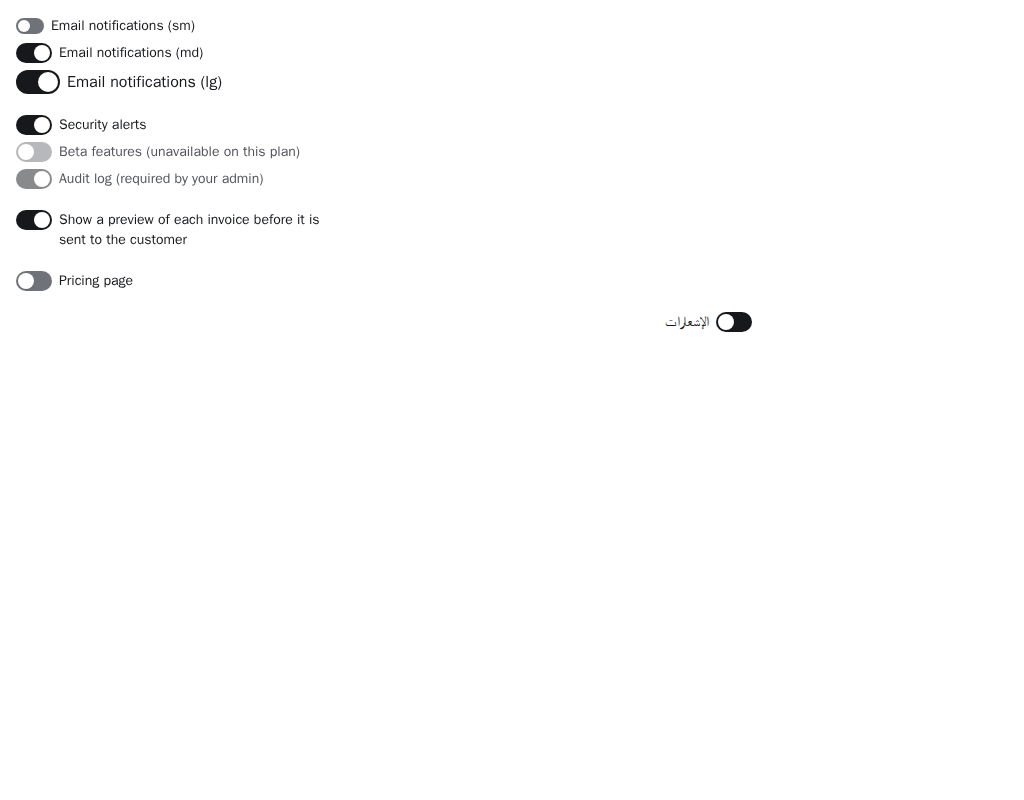 Email notifications (sm)
Email notifications (md)
Email notifications (lg)
Security alerts
Beta features (unavailable on this plan)
Audit log (required by your admin)
Show a preview of each invoice before it is
sent to the customer
Pricing page
الإشعارات